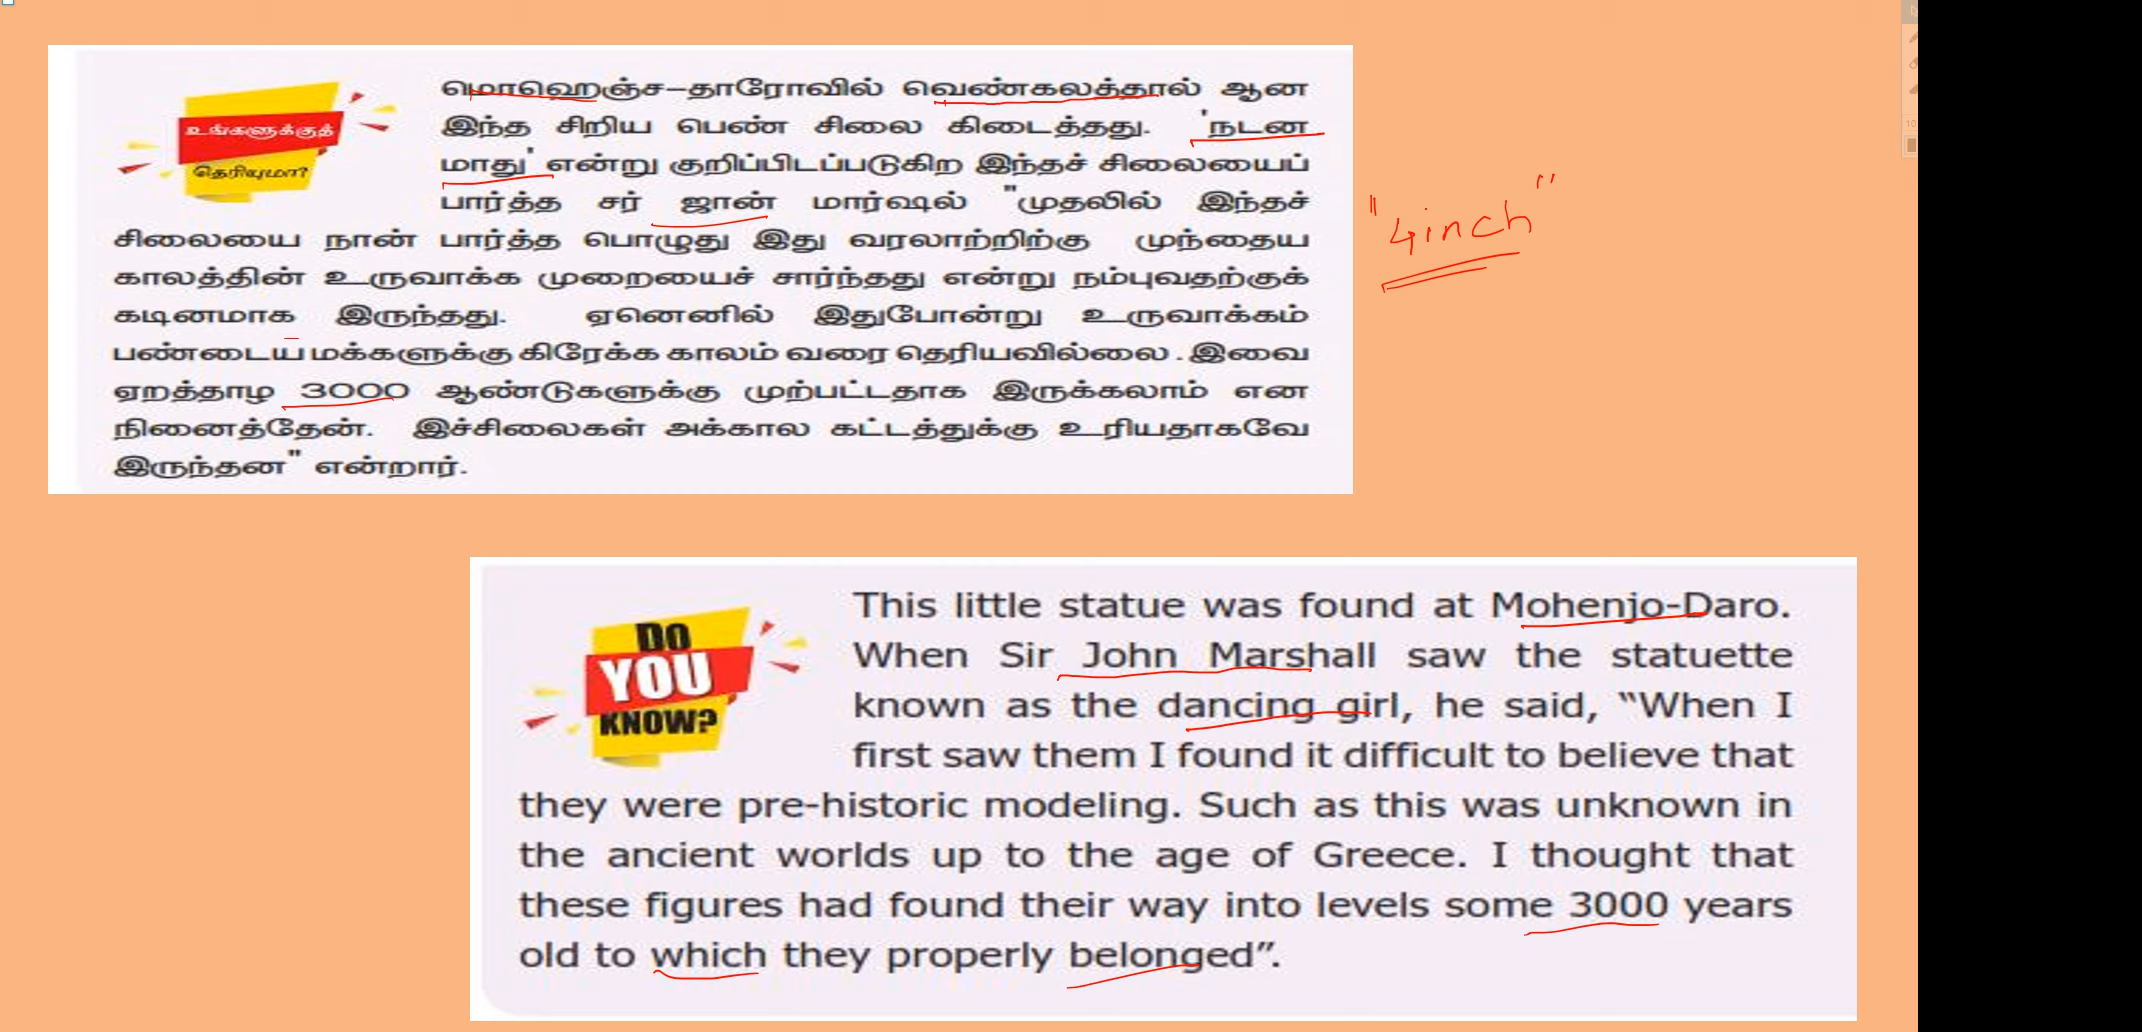 உங்களுக்குத்
தெரியுமா?
மொஹெஞ்ச–தாரோவில் வெண்கலத்தால் ஆன
இந்த சிறிய பெண் சிலை கிடைத்தது. 'நடன
மாது' என்று குறிப்பிடப்படுகிற இந்தச் சிலையைப்
பார்த்த சர் ஜான் மார்ஷல் "முதலில் இந்தச்
சிலையை நான் பார்த்த பொழுது இது வரலாற்றிற்கு முந்தைய
காலத்தின் உருவாக்க முறையைச் சார்ந்தது என்று நம்புவதற்குக்
கடினமாக இருந்தது. ஏனெனில் இதுபோன்று உருவாக்கம்
பண்டைய மக்களுக்கு கிரேக்க காலம் வரை தெரியவில்லை. இவை
ஏறத்தாழ 3000 ஆண்டுகளுக்கு முற்பட்டதாக இருக்கலாம் என
நினைத்தேன். இச்சிலைகள் அக்கால கட்டத்துக்கு உரியதாகவே
இருந்தன" என்றார்.
"4inch"
DO
YOU
KNOW?
This little statue was found at Mohenjo-Daro.
When Sir John Marshall saw the statuette
known as the dancing girl, he said, “When I
first saw them I found it difficult to believe that
they were pre-historic modeling. Such as this was unknown in
the ancient worlds up to the age of Greece. I thought that
these figures had found their way into levels some 3000 years
old to which they properly belonged”.
10